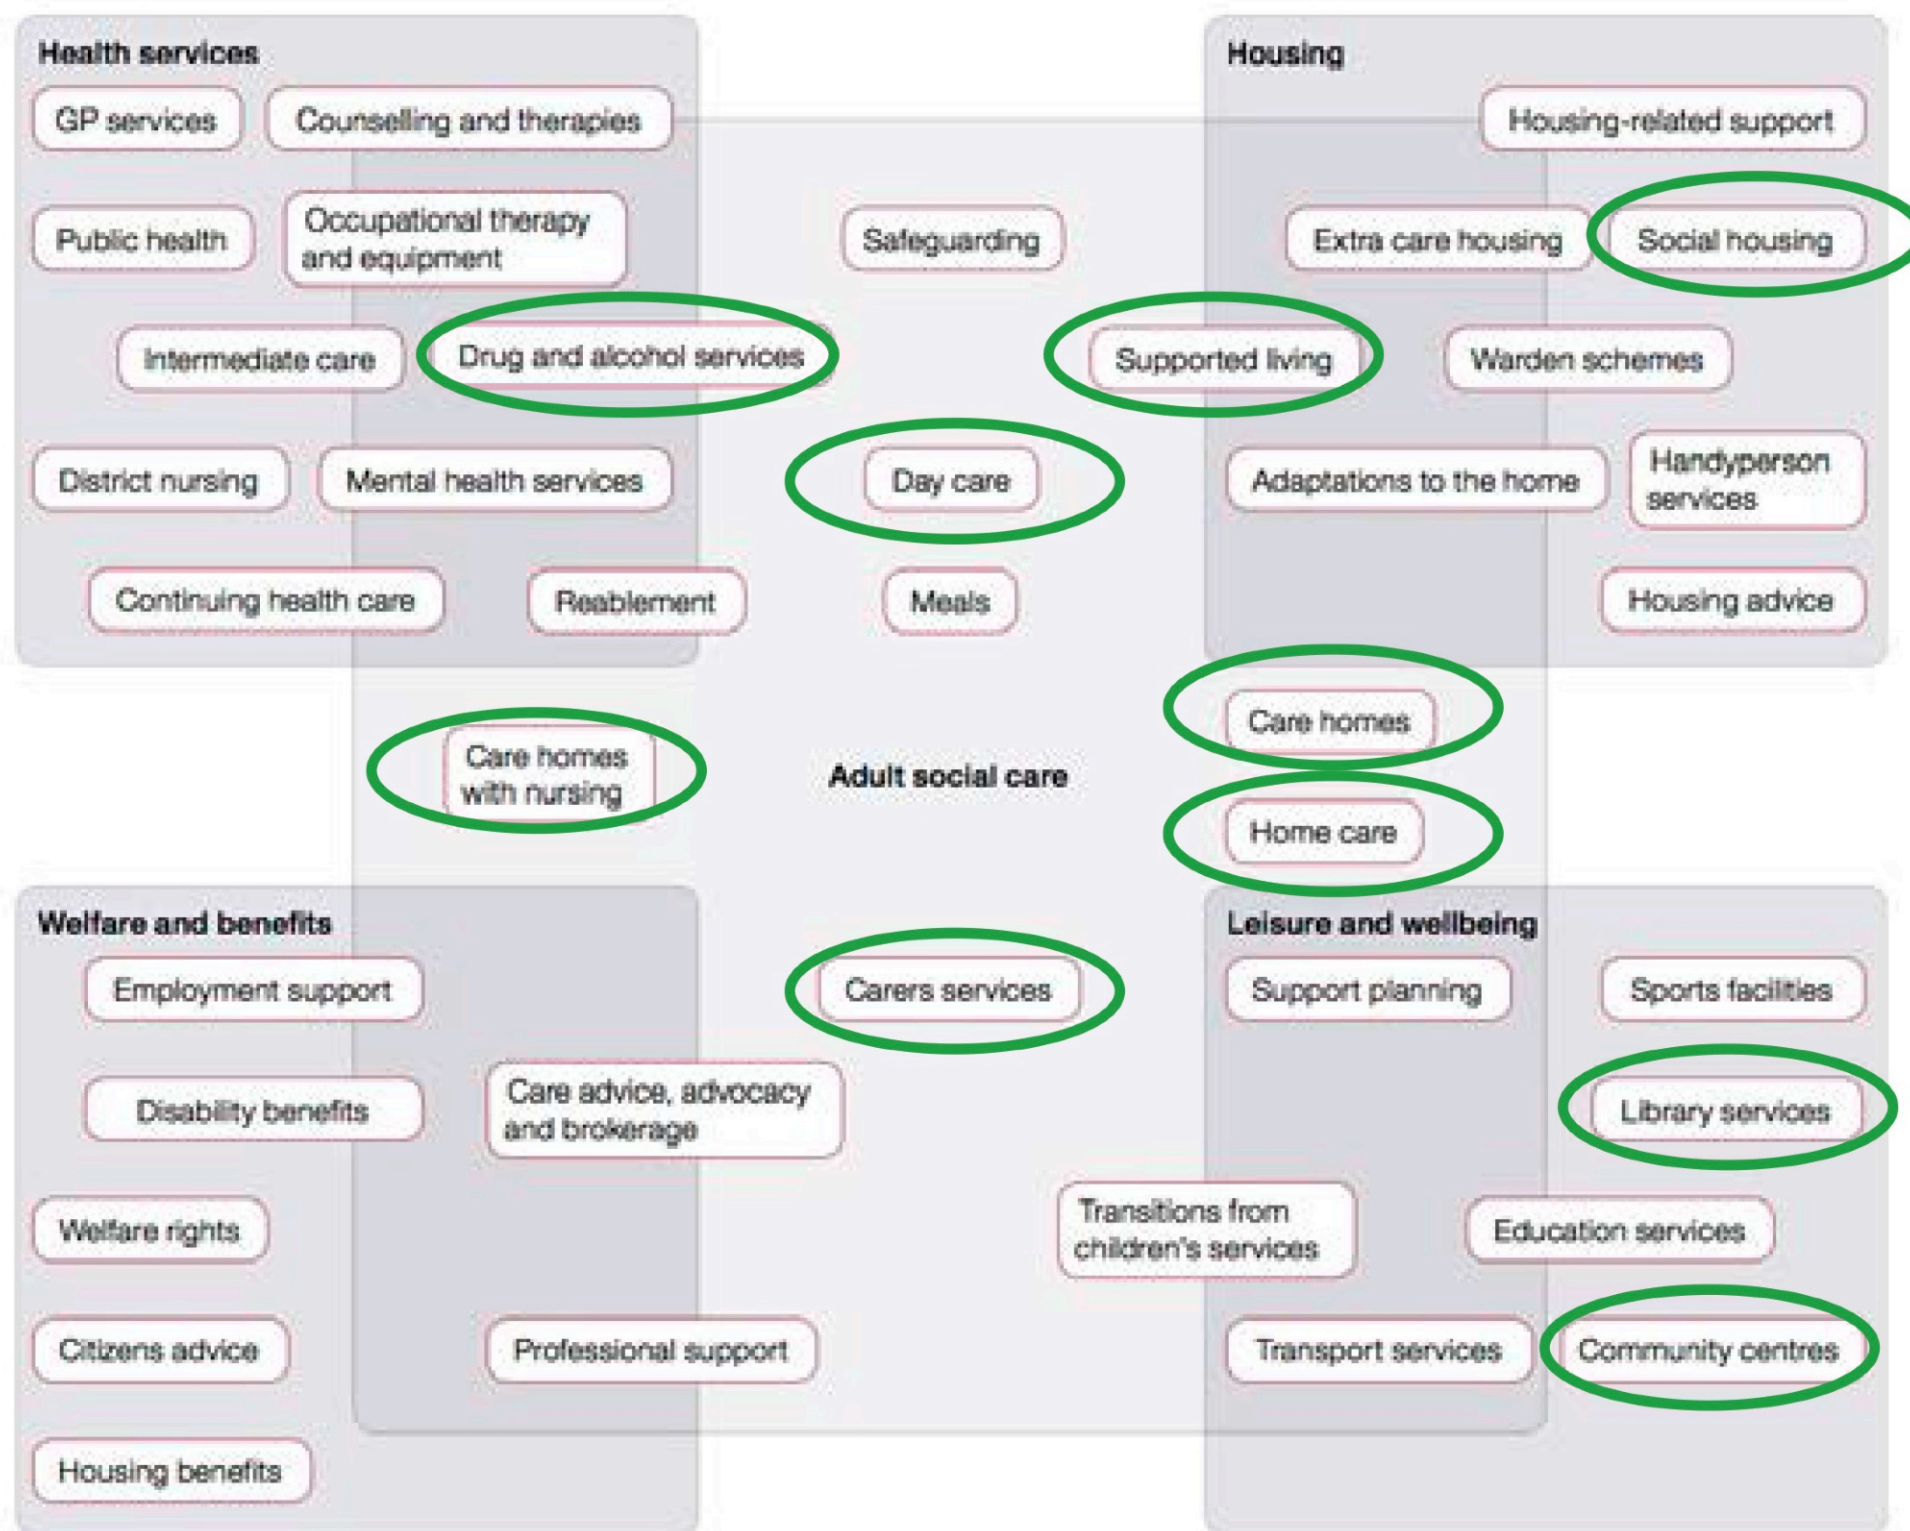 Health services
GP services
Counselling and therapies
Public health
Occupational therapy
and equipment
Intermediate care
Drug and alcohol services
District nursing
Mental health services
Continuing health care
Reablement
Safeguarding
Day care
Meals
Housing
Housing-related support
Extra care housing
Social housing
Supported living
Warden schemes
Adaptations to the home
Handyperson
services
Housing advice
Care homes
with nursing
Adult social care
Care homes
Home care
Welfare and benefits
Employment support
Disability benefits
Care advice, advocacy
and brokerage
Welfare rights
Citizens advice
Professional support
Housing benefits
Carers services
Leisure and wellbeing
Support planning
Sports facilities
Library services
Transitions from
children's services
Education services
Transport services
Community centres